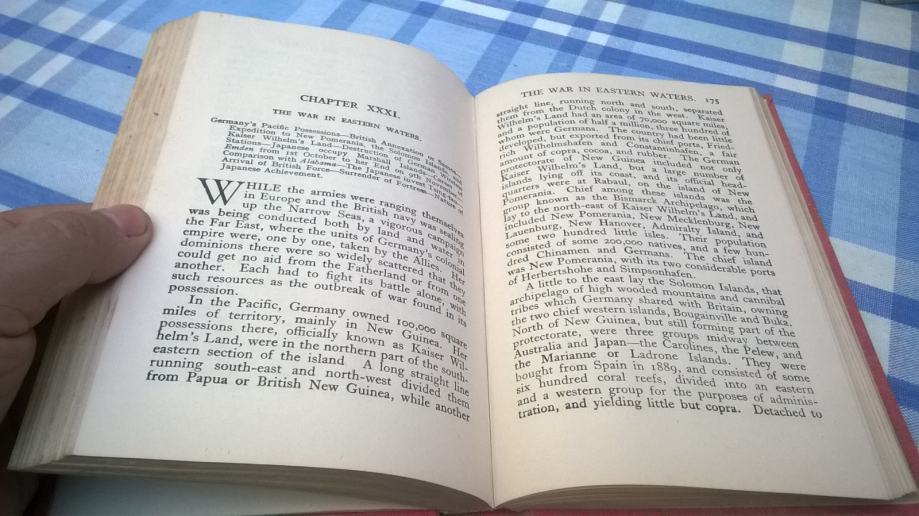 CHAPTER XXXI.
THE WAR IN EASTERN WATERS
Germany's Pacific Possessions—British Annexation of Samoa—
Expedition to New Pomerania, the Solomon Islands, and
Kaiser Wilhelm's Land—Destruction of German Wireless
Stations—Japanese occupy Marshall Islands—Cruise of
Emden from 1st October to her End on 9th November—
Comparison with Alabama—The Japanese invest Tsing-tau—
Arrival of British Force—Surrender of Fortress—Value of
Japanese Achievement.
WHILE the armies were ranging themselves
in Europe and the British navy was sealing
up the Narrow Seas, a vigorous campaign
was being conducted both by land and water in
the Far East, where the units of Germany's colonial
empire were, one by one, taken by the Allies. Her
dominions there were so widely scattered that they
could get no aid from the Fatherland or from one
another. Each had to fight its battle alone, with
such resources as the outbreak of war found in its
possession.
In the Pacific, Germany owned 100,000 square
miles of territory, mainly in New Guinea. Her
possessions there, officially known as Kaiser Wil-
helm's Land, were in the northern part of the south-
eastern section of the island A long straight line
running south-east and north-west divided them
from Papua or British New Guinea, while another
THE WAR IN EASTERN WATERS. 175
straight line, running north and south, separated
them from the Dutch colony in the west. Kaiser
Wilhelm's Land had an area of 70,000 square miles,
and a population of half a million, three hundred of
whom were Germans. The country had been little
developed, but exported from its chief ports, Fried-
rich Wilhelmshafen and Constantinhafen, a fair
amount of copra, cocoa, and rubber. The German
protectorate of New Guinea included not only
Kaiser Wilhelm's Land, but a large number of
islands lying off its coast, and its official head-
quarters were at Rabaul, on the island of New
Pomerania. Chief among these islands was the
group known as the Bismarck Archipelago, which
lay to the north-east of Kaiser Wilhelm's Land, and
included New Pomerania, New Mecklenburg, New
Lauenburg, New Hanover, Admiralty Island, and
some two hundred little isles. Their population
consisted of some 200,000 natives, and a few hun-
dred Chinamen and Germans. The chief island
was New Pomerania, with its two considerable ports
of Herbertshohe and Simpsonhafen.
A little to the east lay the Solomon Islands, that
archipelago of high wooded mountains and cannibal
tribes which Germany shared with Britain, owning
the two chief western islands, Bougainville and Buka.
North of New Guinea, but still forming part of the
protectorate, were three groups midway between
Australia and Japan—the Carolines, the Pelew, and
the Marianne or Ladrone Islands. They were
bought from Spain in 1889, and consisted of some
six hundred coral reefs, divided into an eastern
and a western group for the purposes of adminis-
tration, and yielding little but copra. Detached to